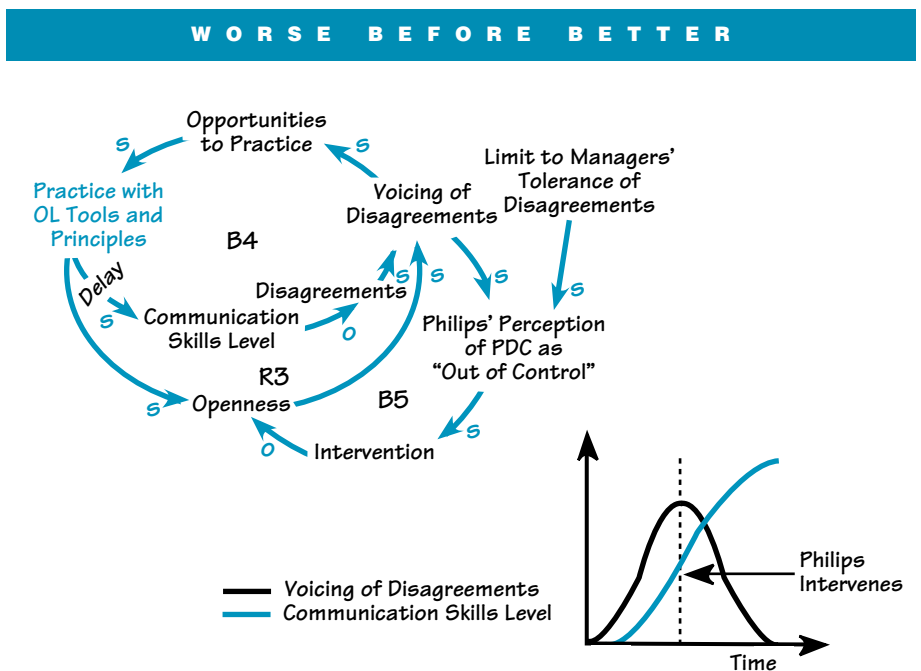 WORSE BEFORE BETTER
Opportunities
to Practice
S
S
Limit to Managers'
Tolerance of
Disagreements
Practice with
OL Tools and
Principles
Voicing of
Disagreements
B4
Delay
S
Disagreements
S
S
S
S
Communication
Skills Level
O
Philips' Perception
of PDC as
"Out of Control"
R3
B5
S
Openness
S
O
Intervention
Philips
Intervenes
Voicing of Disagreements
Communication Skills Level
Time